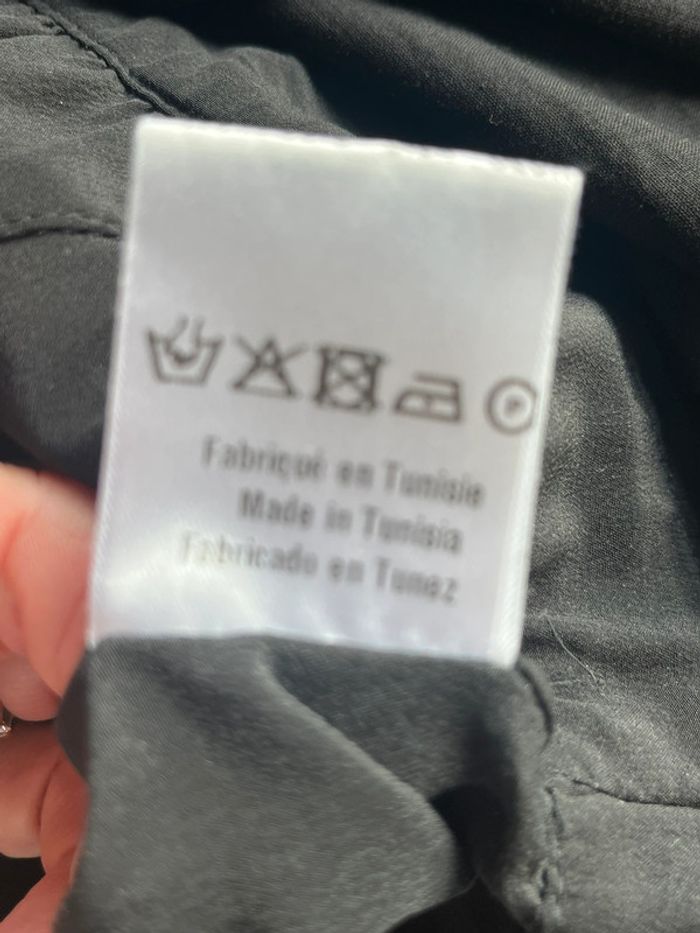 P
Fabriqué en Tunisie
Made in Tunisia
Fabricado en Tunez